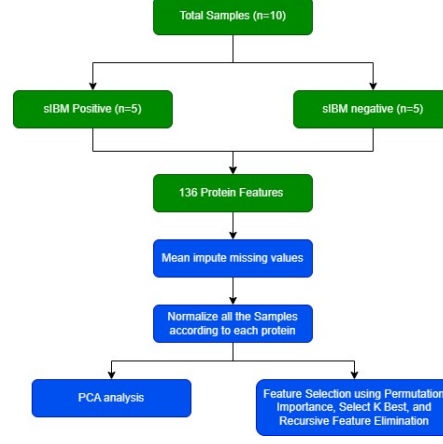 Total Samples (n=10)
sIBM Positive (n=5)
sIBM negative (n=5)
136 Protein Features
Mean impute missing values
Normalize all the Samples
according to each protein
PCA analysis
Feature Selection using Permutation
Importance, Select K Best, and
Recursive Feature Elimination